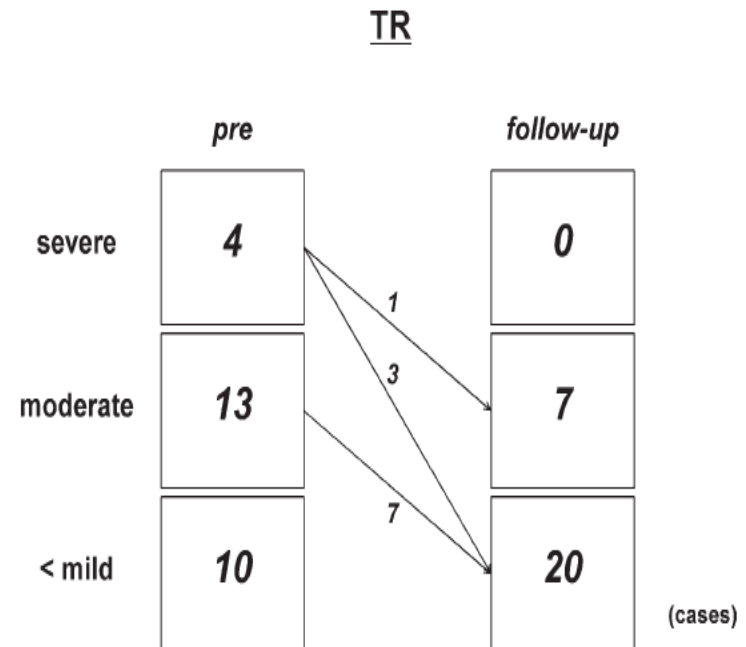 TR
pre follow-up
severe 4 0
1
3
moderate 13 7
7
< mild 10 20
(cases)